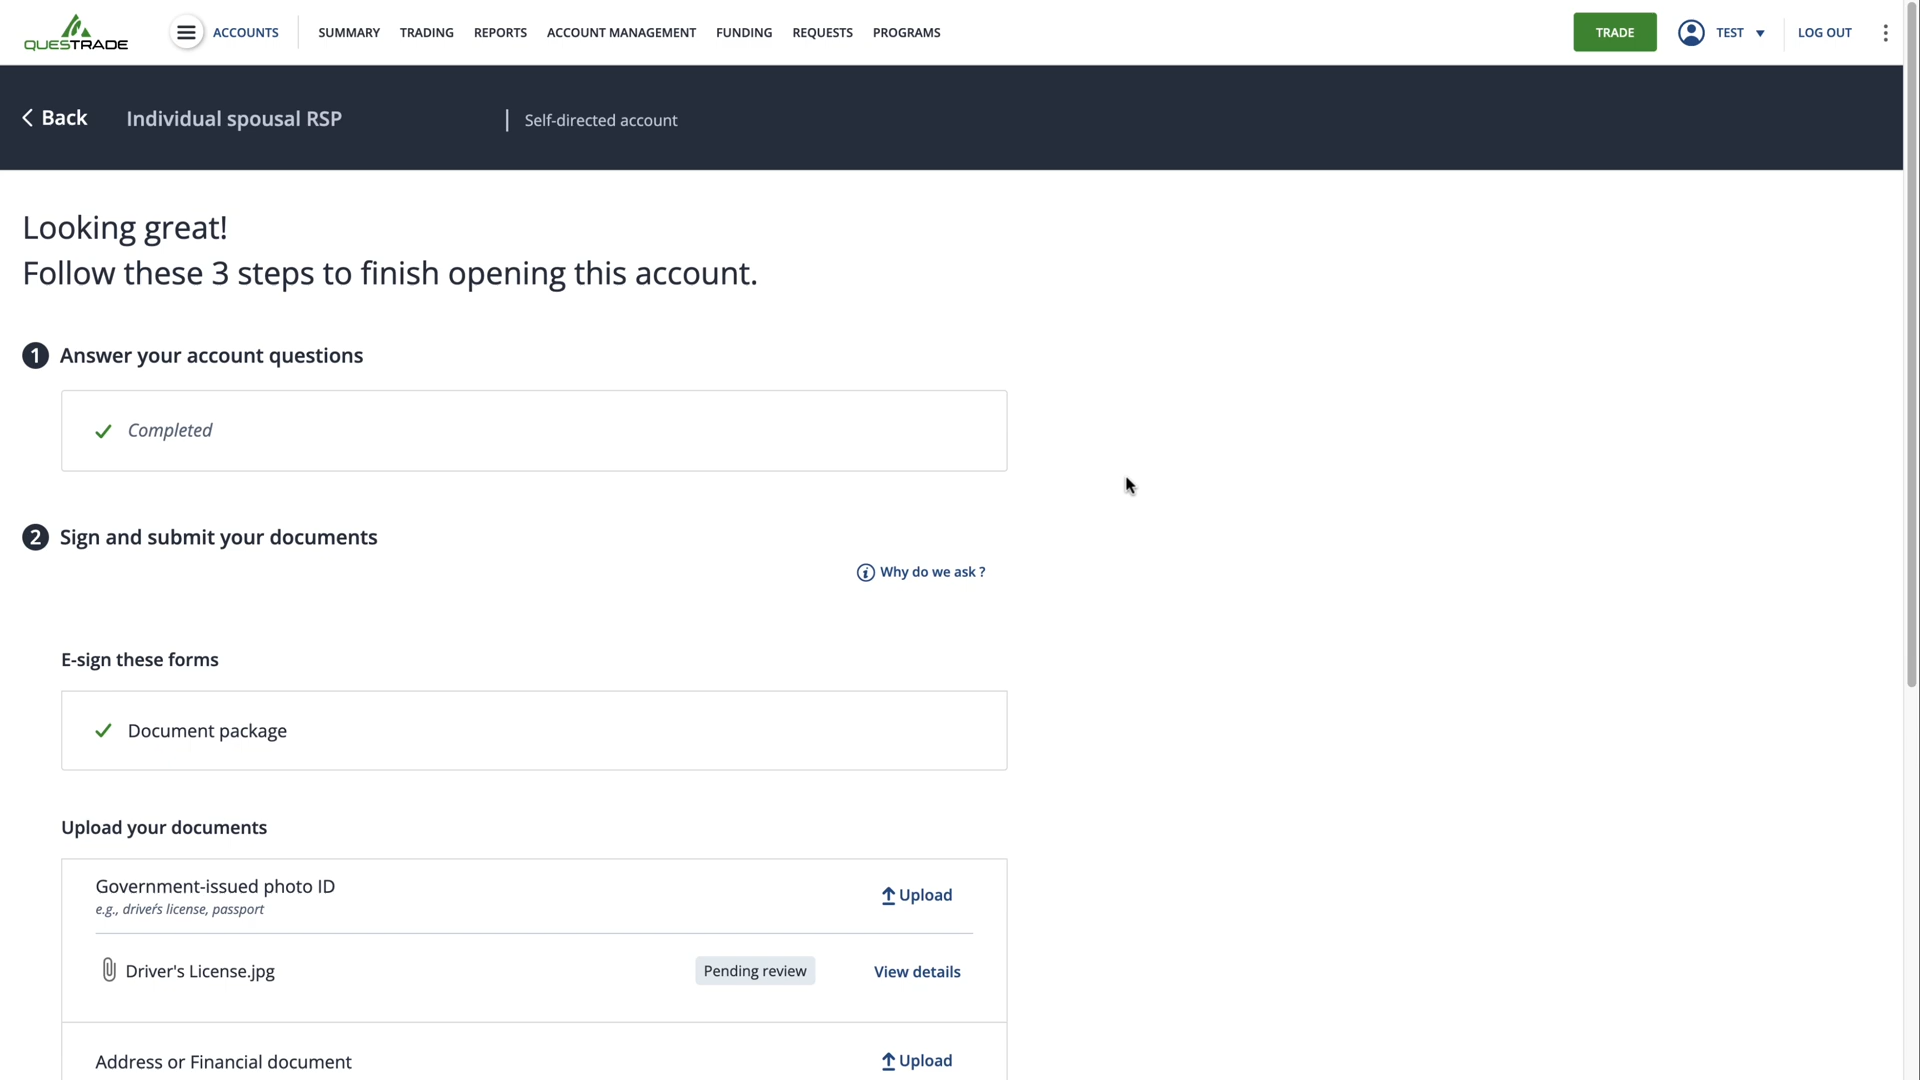 QUESTRADE
ACCOUNTS
SUMMARY
TRADING
REPORTS
ACCOUNT MANAGEMENT
FUNDING
REQUESTS
PROGRAMS
TRADE
TEST
LOG OUT
Back
Individual spousal RSP
Self-directed account
Looking great!
Follow these 3 steps to finish opening this account.
1 Answer your account questions
Completed
2 Sign and submit your documents
Why do we ask ?
E-sign these forms
Document package
Upload your documents
Government-issued photo ID
Upload
e.g., driver's license, passport
Driver's License.jpg
Pending review
View details
Address or Financial document
Upload